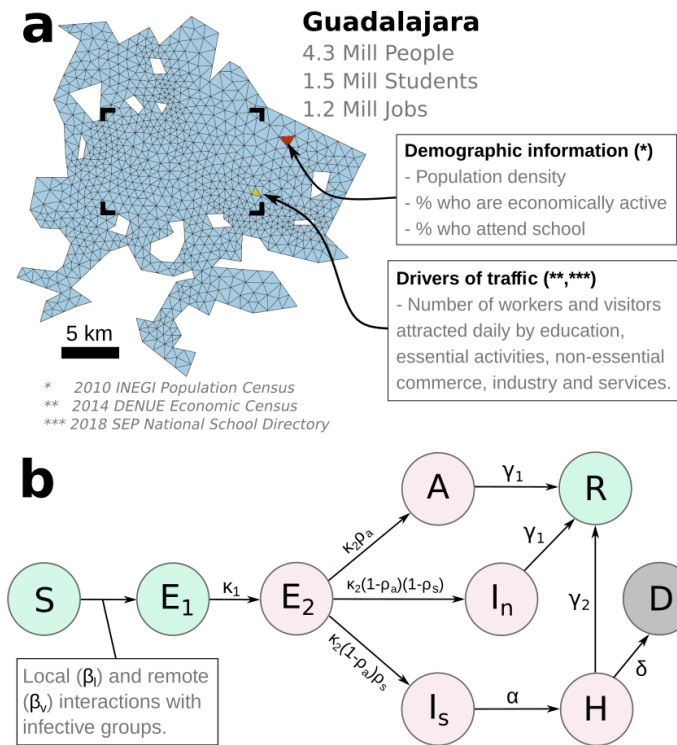 a
Guadalajara
4.3 Mill People
1.5 Mill Students
1.2 Mill Jobs
Demographic information (*)
- Population density
- % who are economically active
- % who attend school
Drivers of traffic (**,***)
- Number of workers and visitors
attracted daily by education,
essential activities, non-essential
commerce, industry and services.
5 km
* 2010 INEGI Population Census
** 2014 DENUE Economic Census
*** 2018 SEP National School Directory
b
A
γ₁
R
κ₂ρₐ
γ₁
S
E₁
κ₁
E₂
κ₂(1-ρₐ)(1-ρₛ)
Iₙ
γ₂
D
κ₂(1-ρₐ)ρₛ
δ
Local (βₗ) and remote
(βᵥ) interactions with
infective groups.
Iₛ
α
H